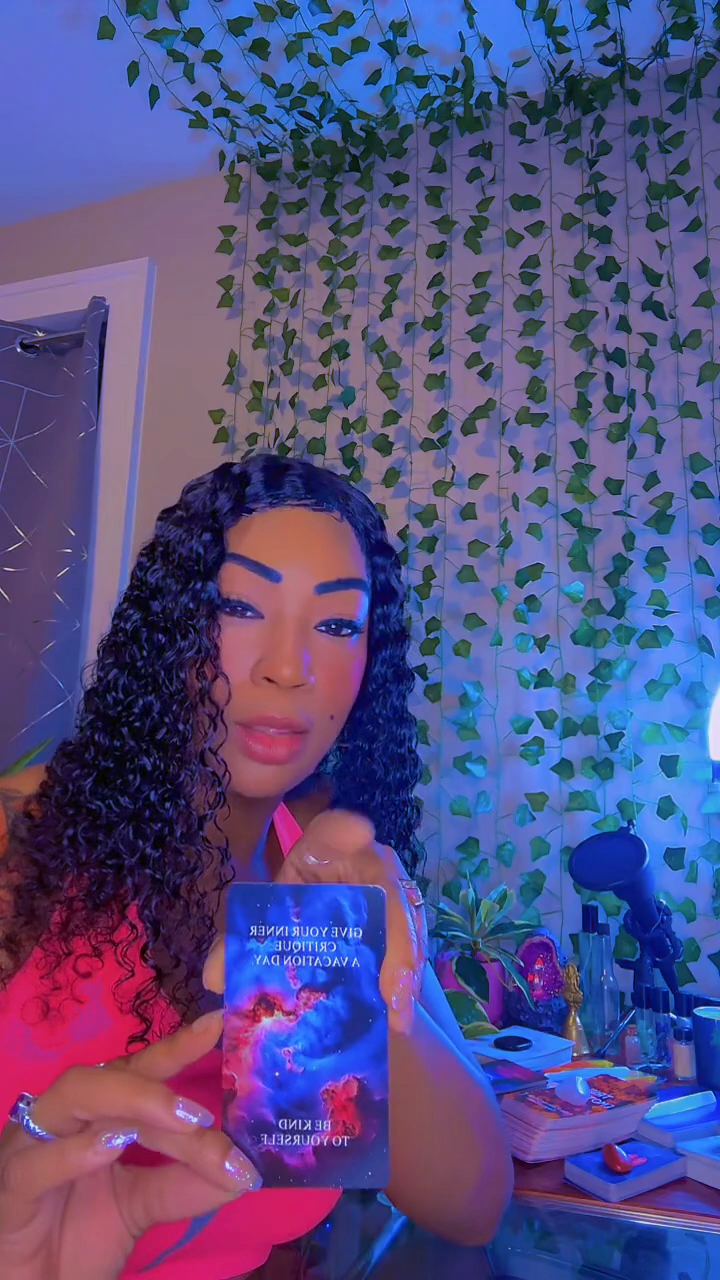 GIVE YOUR INNER
CRITIQUE
A VACATION DAY
BE KIND
TO YOURSELF